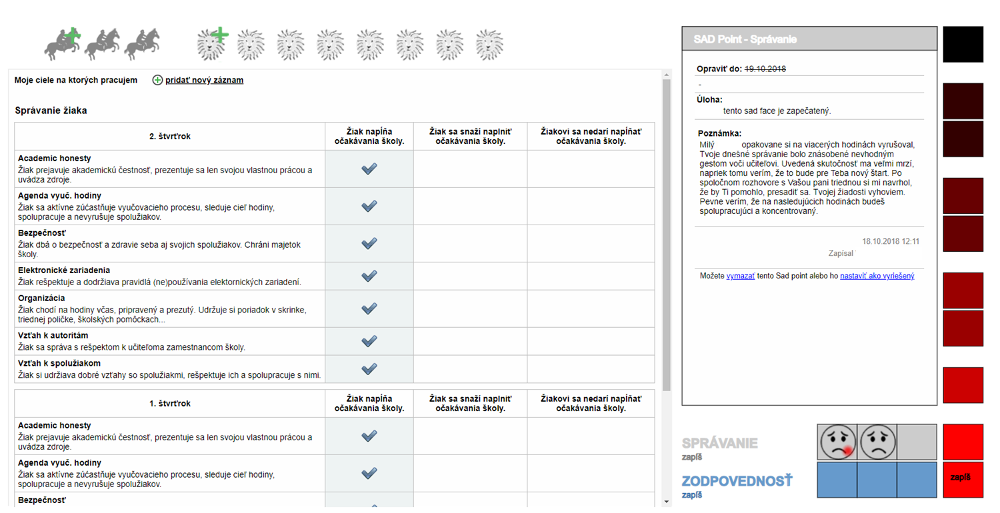 Moje ciele na ktorých pracujem pridať nový záznam
Správanie žiaka
2. štvrťrok
Žiak napĺňa
očakávania školy.
Žiak sa snaží naplniť
očakávania školy.
Žiakovi sa nedarí napĺňať
očakávania školy.
Academic honesty
Žiak prejavuje akademickú čestnosť, prezentuje sa len svojou vlastnou prácou a
uvádza zdroje.
Agenda vyuč. hodiny
Žiak sa aktívne zúčastňuje vyučovacieho procesu, sleduje cieľ hodiny,
spolupracuje a nevyrušuje spolužiakov.
Bezpečnosť
Žiak dbá o bezpečnosť a zdravie seba aj svojich spolužiakov. Chráni majetok
školy.
Elektronické zariadenia
Žiak rešpektuje a dodržiava pravidlá (ne)používania elektornických zariadení.
Organizácia
Žiak chodí na hodiny včas, pripravený a prezutý. Udržuje si poriadok v skrinke,
triednej poličke, školských pomôckach...
Vzťah k autoritám
Žiak sa správa s rešpektom k učiteľoma zamestnancom školy.
Vzťah k spolužiakom
Žiak si udržiava dobré vzťahy so spolužiakmi, rešpektuje ich a spolupracuje s nimi.
1. štvrťrok
Žiak napĺňa
očakávania školy.
Žiak sa snaží naplniť
očakávania školy.
Žiakovi sa nedarí napĺňať
očakávania školy.
Academic honesty
Žiak prejavuje akademickú čestnosť, prezentuje sa len svojou vlastnou prácou a
uvádza zdroje.
Agenda vyuč. hodiny
Žiak sa aktívne zúčastňuje vyučovacieho procesu, sleduje cieľ hodiny,
spolupracuje a nevyrušuje spolužiakov.
Bezpečnosť
SAD Point - Správanie
Opraviť do: 19.10.2018
-
Úloha:
tento sad face je zapečatený.
Poznámka:
Milý opakovane si na viacerých hodinách vyrušoval,
Tvoje dnešné správanie bolo znásobené nevhodným
gestom voči učiteľovi. Uvedená skutočnosť ma veľmi mrzí,
napriek tomu verím, že to bude pre Teba nový štart. Po
spoločnom rozhovore s Vašou pani triednou si mi navrhol,
že by Ti pomohlo, presadiť sa. Tvojej žiadosti vyhoviem.
Pevne verím, že na nasledujúcich hodinách budeš
spolupracujúci a koncentrovaný.
18.10.2018 12:11
Zapísal
Možete vymazať tento Sad point alebo ho nastaviť ako vyriešený
SPRÁVANIE
zapíš
ZODPOVEDNOSŤ
zapíš
zapíš